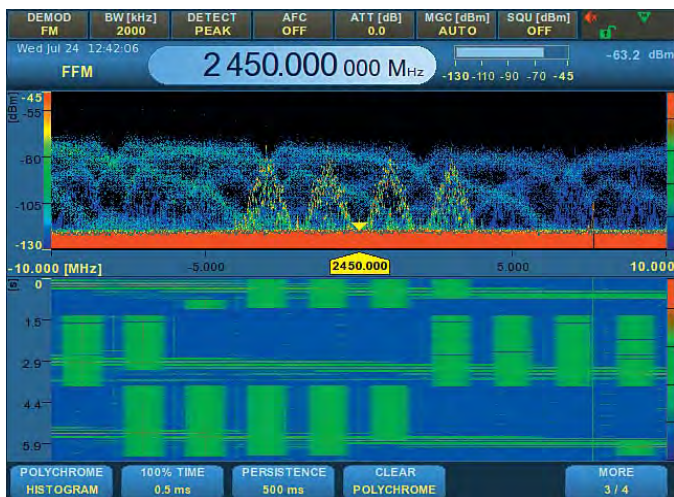 DEMOD BW [kHz] DETECT AFC ATT [dB] MGC [dBm] SQU [dBm]
FM 2000 PEAK OFF 0.0 AUTO OFF
Wed Jul 24 12:42:06
FFM 2 450.000 000 MHz -63.2 dBm
-130 -110 -90 -70 -45
[dBm]
-45
-55
-80
-105
-130
-10.000 [MHz] -5.000 2450.000 5.000 10.000
[s]
0
1.5
2.9
4.4
5.9
POLYCHROME 100% TIME PERSISTENCE CLEAR MORE
HISTOGRAM 0.5 ms 500 ms POLYCHROME 3 / 4